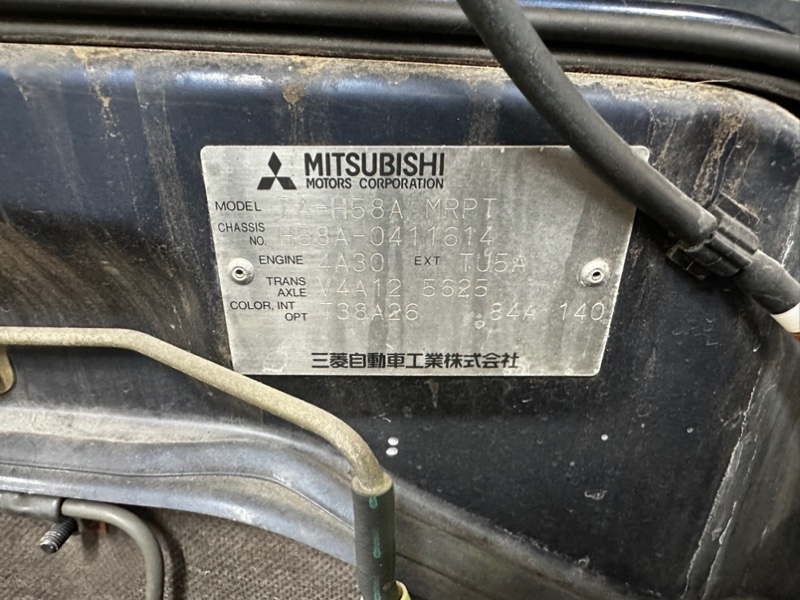 MITSUBISHI
MOTORS CORPORATION
MODEL TA-H58A MRPT
CHASSIS NO. H58A-0411614
ENGINE 4A30 EXT TU5A
TRANS AXLE V4A12 5625
COLOR, INT OPT T38A26 84A 140
三菱自動車工業株式会社